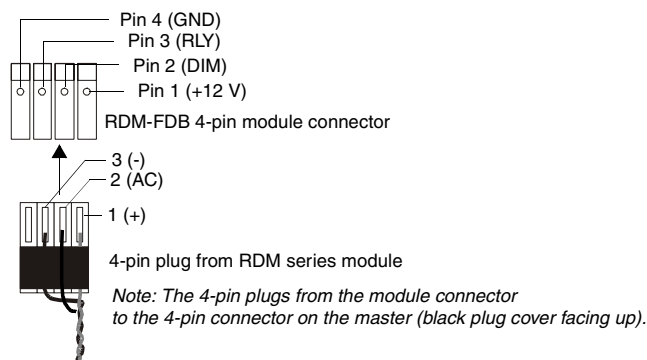 Pin 4 (GND)
Pin 3 (RLY)
Pin 2 (DIM)
Pin 1 (+12 V)
RDM-FDB 4-pin module connector
3 (-)
2 (AC)
1 (+)
4-pin plug from RDM series module
Note: The 4-pin plugs from the module connector
to the 4-pin connector on the master (black plug cover facing up).